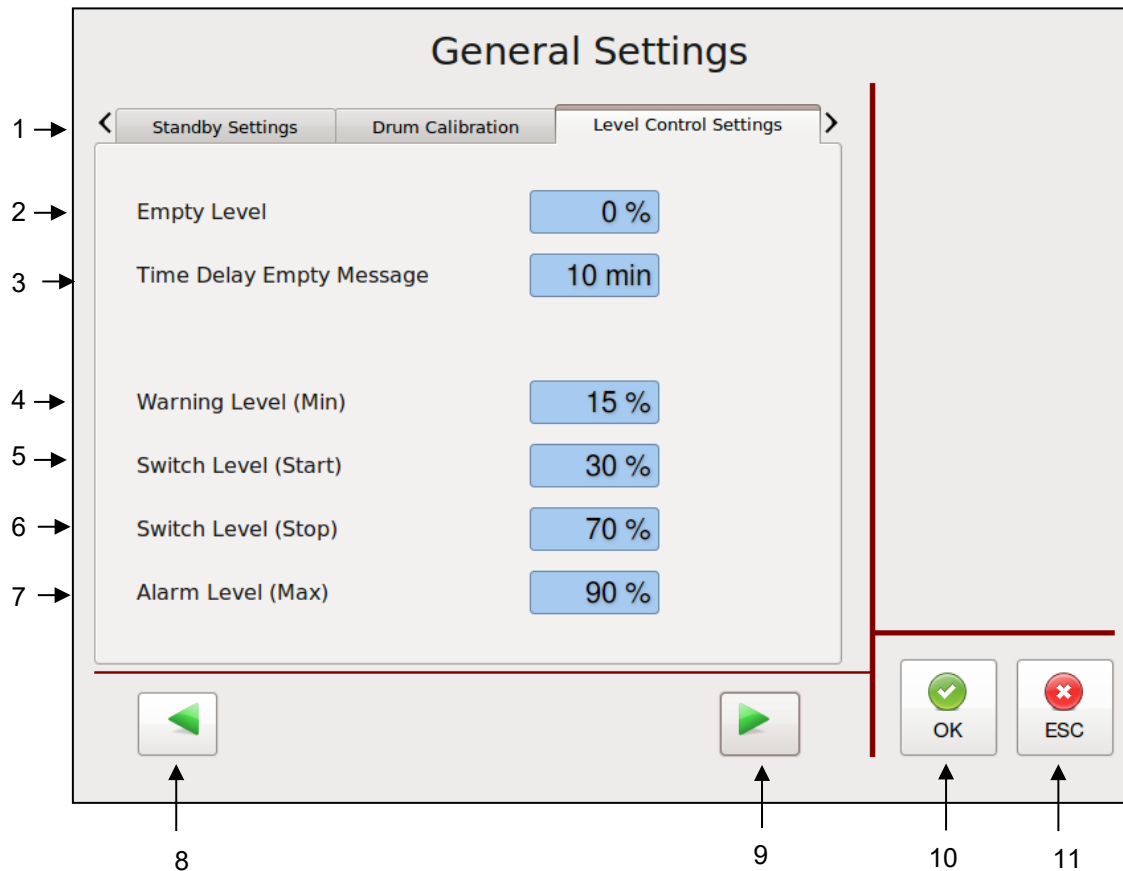 General Settings
1 Standby Settings Drum Calibration Level Control Settings
2 Empty Level 0 %
3 Time Delay Empty Message 10 min
4 Warning Level (Min) 15 %
5 Switch Level (Start) 30 %
6 Switch Level (Stop) 70 %
7 Alarm Level (Max) 90 %
OK ESC
8 9 10 11